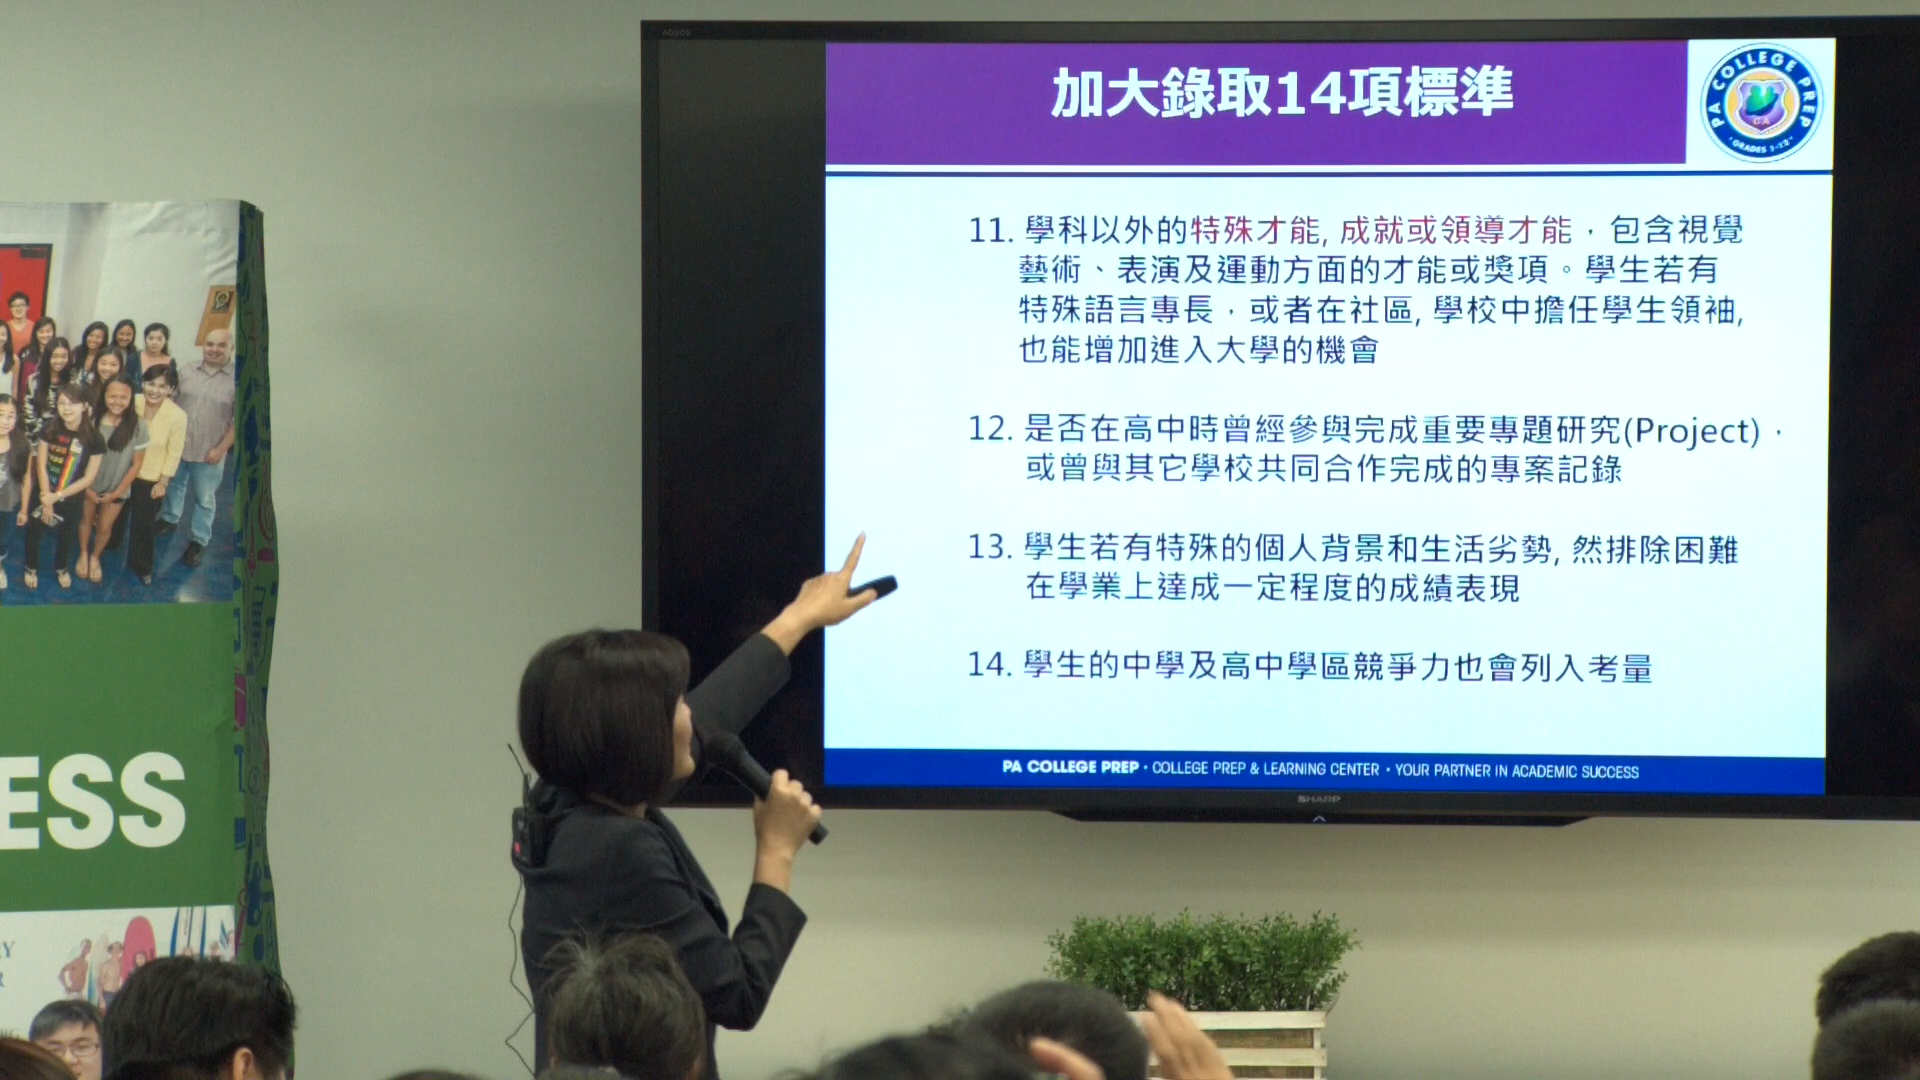 AQUOS
加大錄取14項標準
PA COLLEGE PREP
GRADES 1-12
11. 學科以外的特殊才能, 成就或領導才能，包含視覺
藝術、表演及運動方面的才能或獎項。學生若有
特殊語言專長，或者在社區, 學校中擔任學生領袖,
也能增加進入大學的機會
12. 是否在高中時曾經參與完成重要專題研究(Project)，
或曾與其它學校共同合作完成的專案記錄
13. 學生若有特殊的個人背景和生活劣勢, 然排除困難
在學業上達成一定程度的成績表現
14. 學生的中學及高中學區競爭力也會列入考量
PA COLLEGE PREP • COLLEGE PREP & LEARNING CENTER • YOUR PARTNER IN ACADEMIC SUCCESS
SHARP
ESS
RY
R